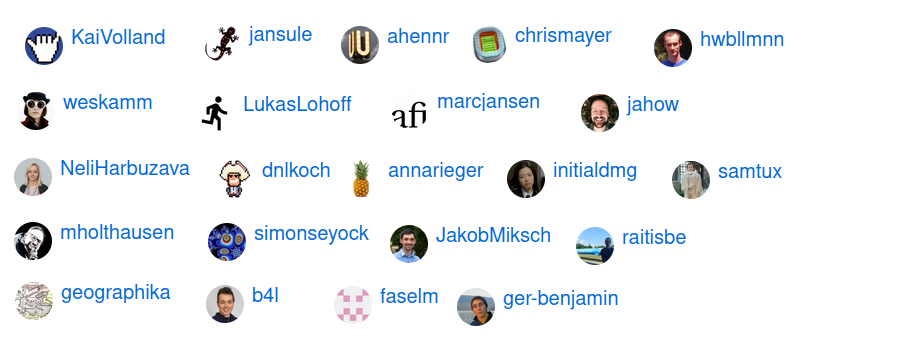 KaiVolland jansule ahennr chrismayer hwbllmnn
weskamm LukasLohoff afi marcjansen jahow
NeliHarbuzava dnlkoch annarieger initialdmg samtux
mholthausen simonseyock JakobMiksch raitisbe
geographika b4l faselm ger-benjamin